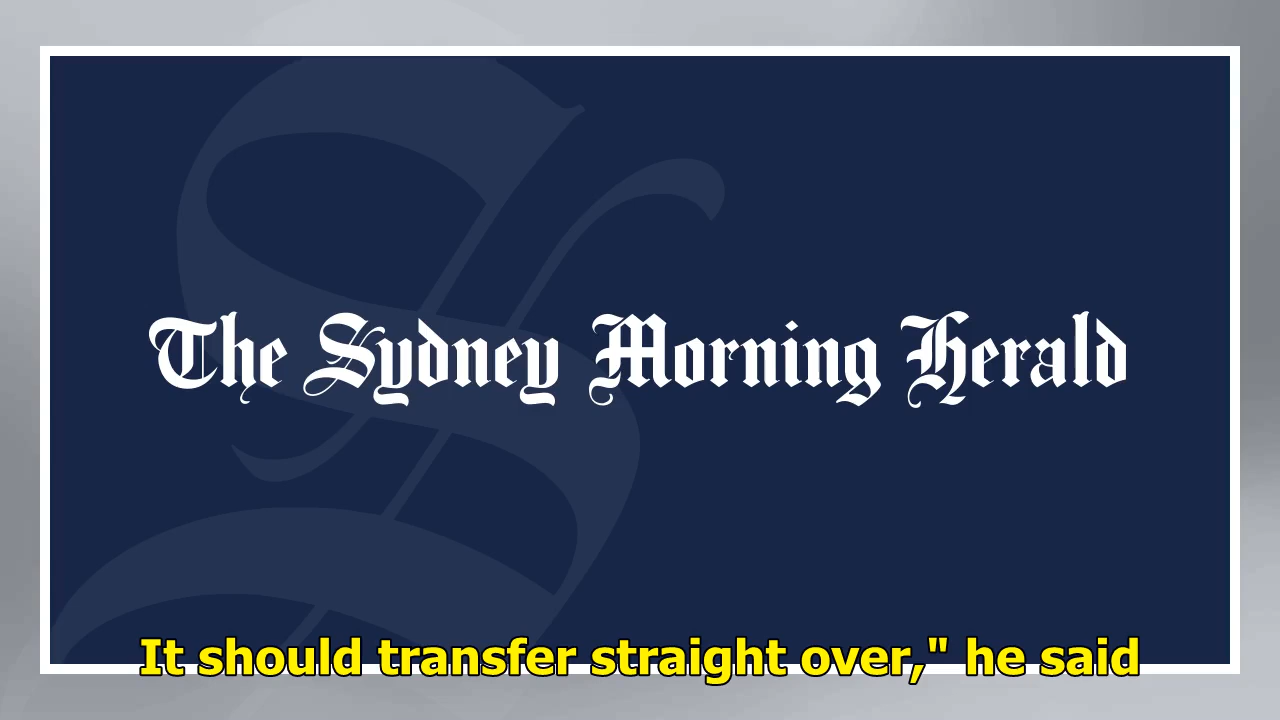 The Sydney Morning Herald
It should transfer straight over," he said